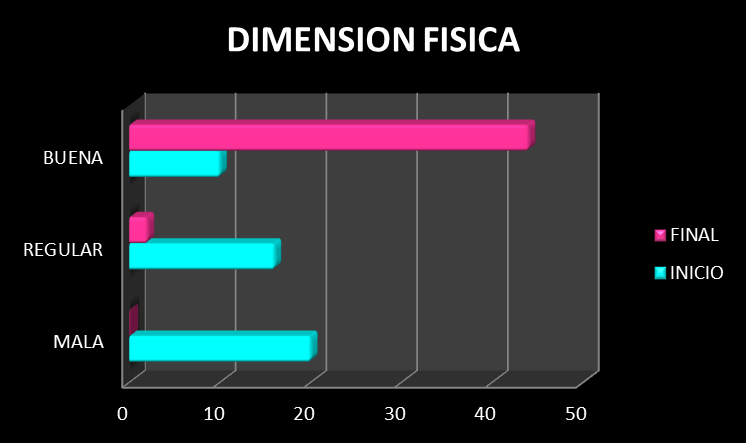 DIMENSION FISICA
BUENA
REGULAR
MALA
0 10 20 30 40 50
FINAL
INICIO